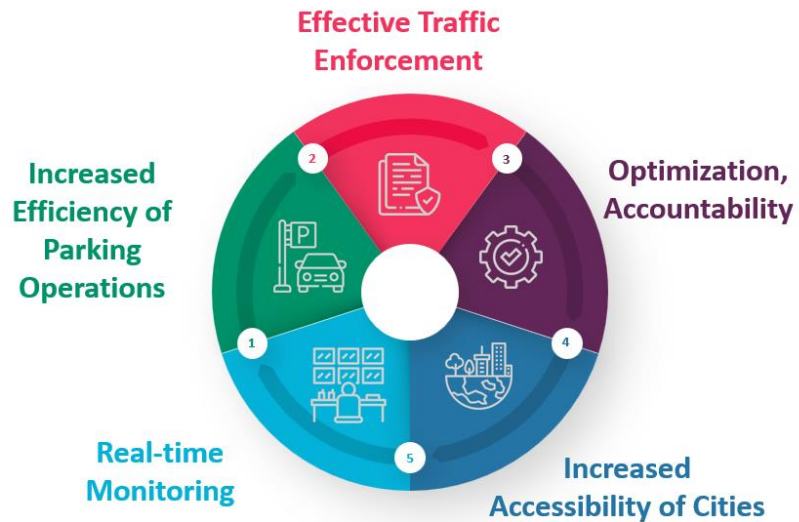 Effective Traffic
Enforcement
Increased
Efficiency of
Parking
Operations
Optimization,
Accountability
Real-time
Monitoring
Increased
Accessibility of Cities
1
2
3
4
5
P